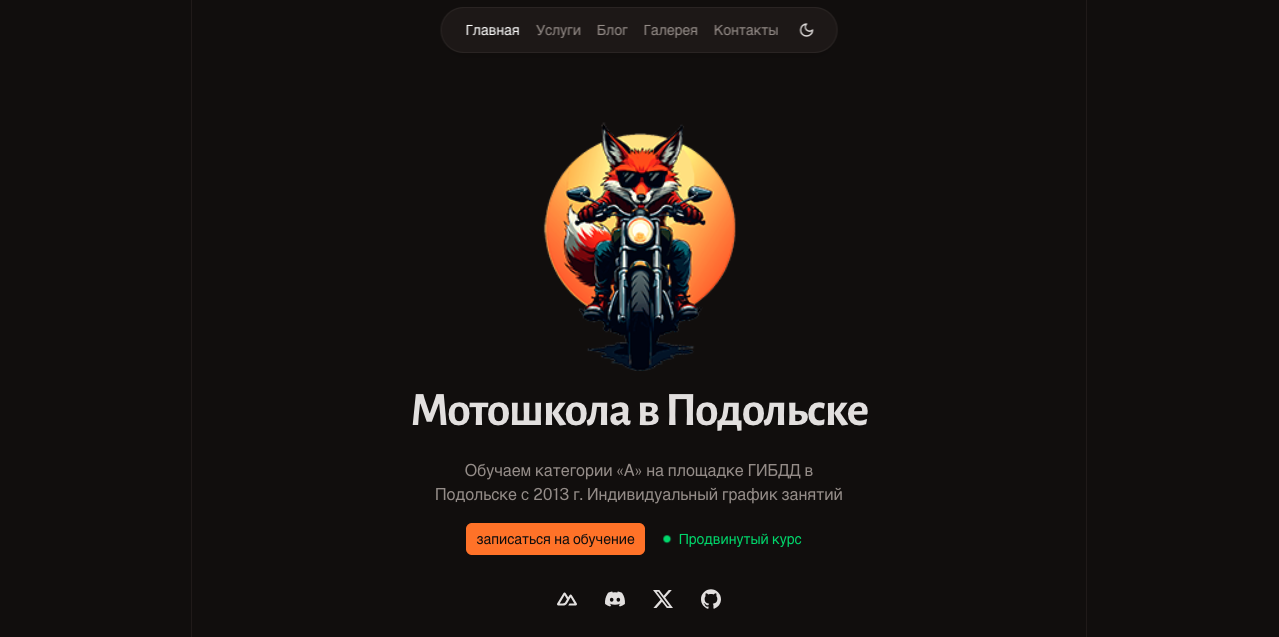 Главная Услуги Блог Галерея Контакты
Мотошкола в Подольске
Обучаем категории «А» на площадке ГИБДД в
Подольске с 2013 г. Индивидуальный график занятий
записаться на обучение Продвинутый курс